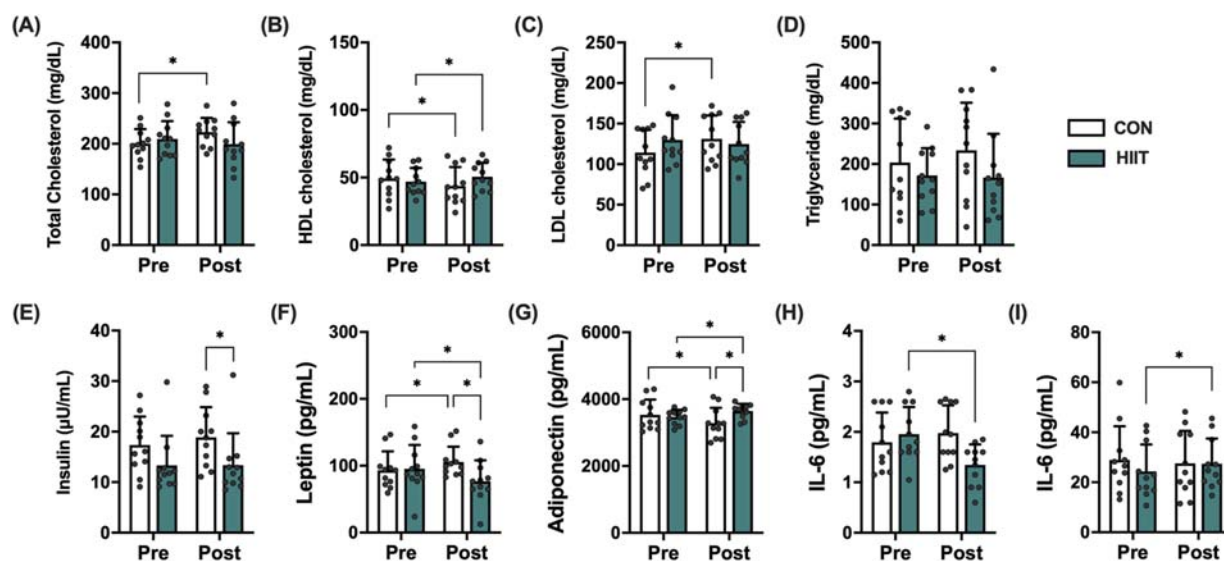 (A)
Total Cholesterol (mg/dL)
400
300
200
100
0
*
Pre
Post
(B)
HDL cholesterol (mg/dL)
150
100
50
0
*
*
Pre
Post
(C)
LDL cholesterol (mg/dL)
250
200
150
100
50
0
*
Pre
Post
(D)
Triglyceride (mg/dL)
500
400
300
200
100
0
Pre
Post
CON
HIIT
(E)
Insulin (µU/mL)
40
30
20
10
0
*
Pre
Post
(F)
Leptin (pg/mL)
300
200
100
0
*
*
*
Pre
Post
(G)
Adiponectin (pg/mL)
6000
4000
2000
0
*
*
*
Pre
Post
(H)
IL-6 (pg/mL)
4
3
2
1
0
*
Pre
Post
(I)
IL-6 (pg/mL)
80
60
40
20
0
*
Pre
Post